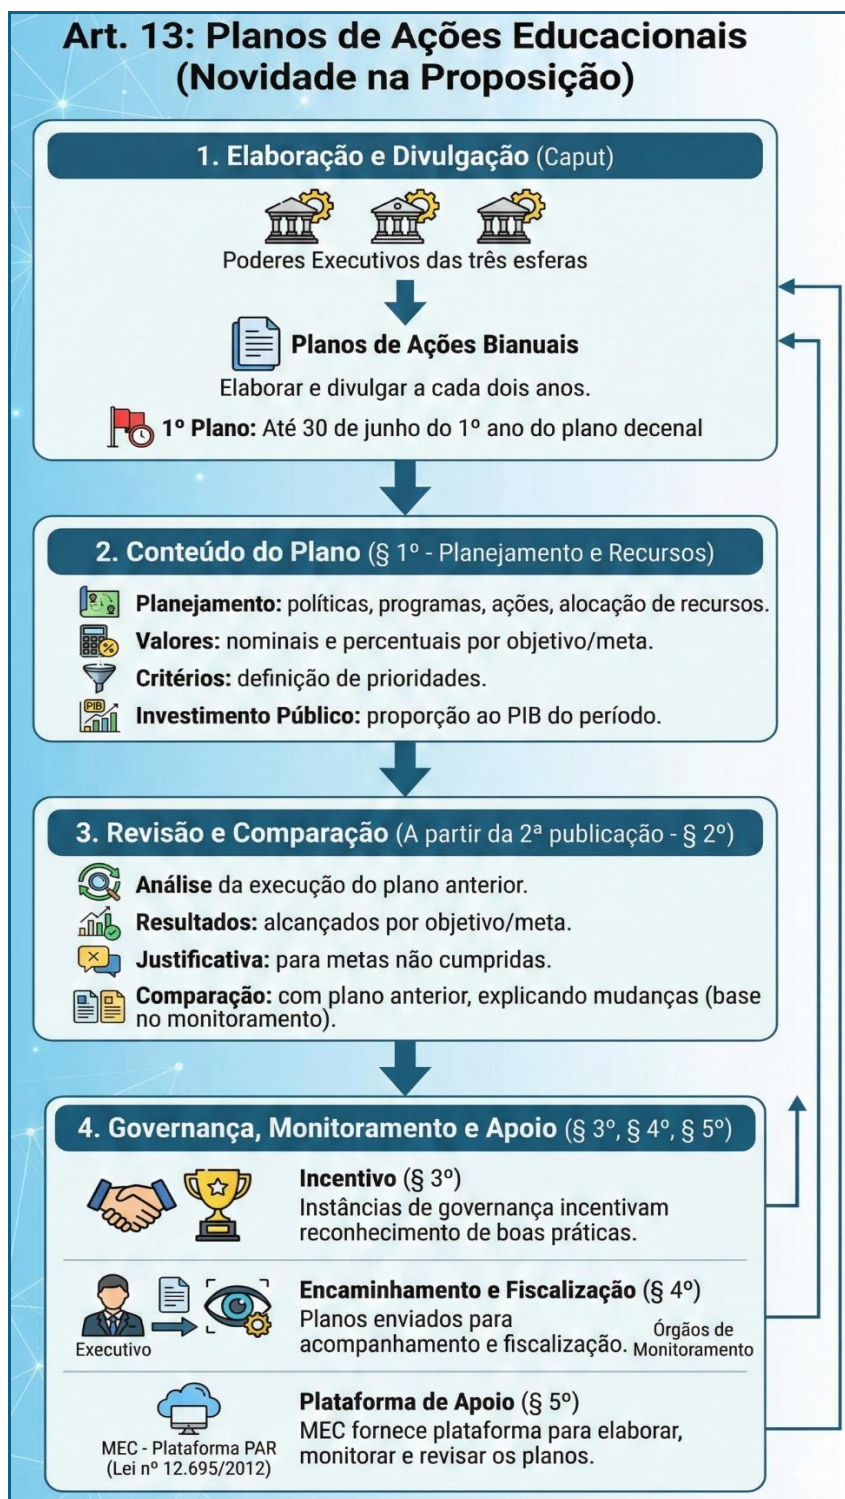 Art. 13: Planos de Ações Educacionais
(Novidade na Proposição)
1. Elaboração e Divulgação (Caput)
Poderes Executivos das três esferas
Planos de Ações Bianuais
Elaborar e divulgar a cada dois anos.
1º Plano: Até 30 de junho do 1º ano do plano decenal
2. Conteúdo do Plano (§ 1º - Planejamento e Recursos)
Planejamento: políticas, programas, ações, alocação de recursos.
Valores: nominais e percentuais por objetivo/meta.
Critérios: definição de prioridades.
PIB
Investimento Público: proporção ao PIB do período.
3. Revisão e Comparação (A partir da 2ª publicação - § 2º)
Análise da execução do plano anterior.
Resultados: alcançados por objetivo/meta.
Justificativa: para metas não cumpridas.
Comparação: com plano anterior, explicando mudanças (base
no monitoramento).
4. Governança, Monitoramento e Apoio (§ 3º, § 4º, § 5º)
Incentivo (§ 3º)
Instâncias de governança incentivam
reconhecimento de boas práticas.
Executivo
Encaminhamento e Fiscalização (§ 4º)
Planos enviados para
acompanhamento e fiscalização.
Órgãos de
Monitoramento
MEC - Plataforma PAR
(Lei nº 12.695/2012)
Plataforma de Apoio (§ 5º)
MEC fornece plataforma para elaborar,
monitorar e revisar os planos.